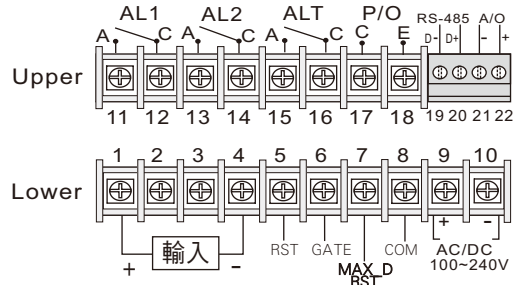 AL1 AL2 ALT P/O RS-485 A/O
A C A C A C C E D- D+ - +
Upper
11 12 13 14 15 16 17 18 19 20 21 22
1 2 3 4 5 6 7 8 9 10
Lower
+ 輸入 - RST GATE MAX_D RST COM + -
AC/DC
100~240V